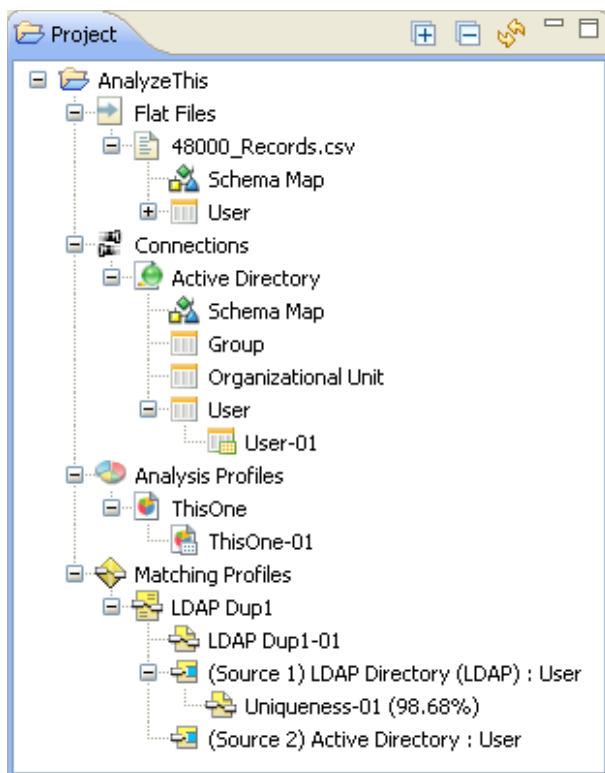 Project
AnalyzeThis
Flat Files
48000_Records.csv
Schema Map
User
Connections
Active Directory
Schema Map
Group
Organizational Unit
User
User-01
Analysis Profiles
ThisOne
ThisOne-01
Matching Profiles
LDAP Dup1
LDAP Dup1-01
(Source 1) LDAP Directory (LDAP) : User
Uniqueness-01 (98.68%)
(Source 2) Active Directory : User